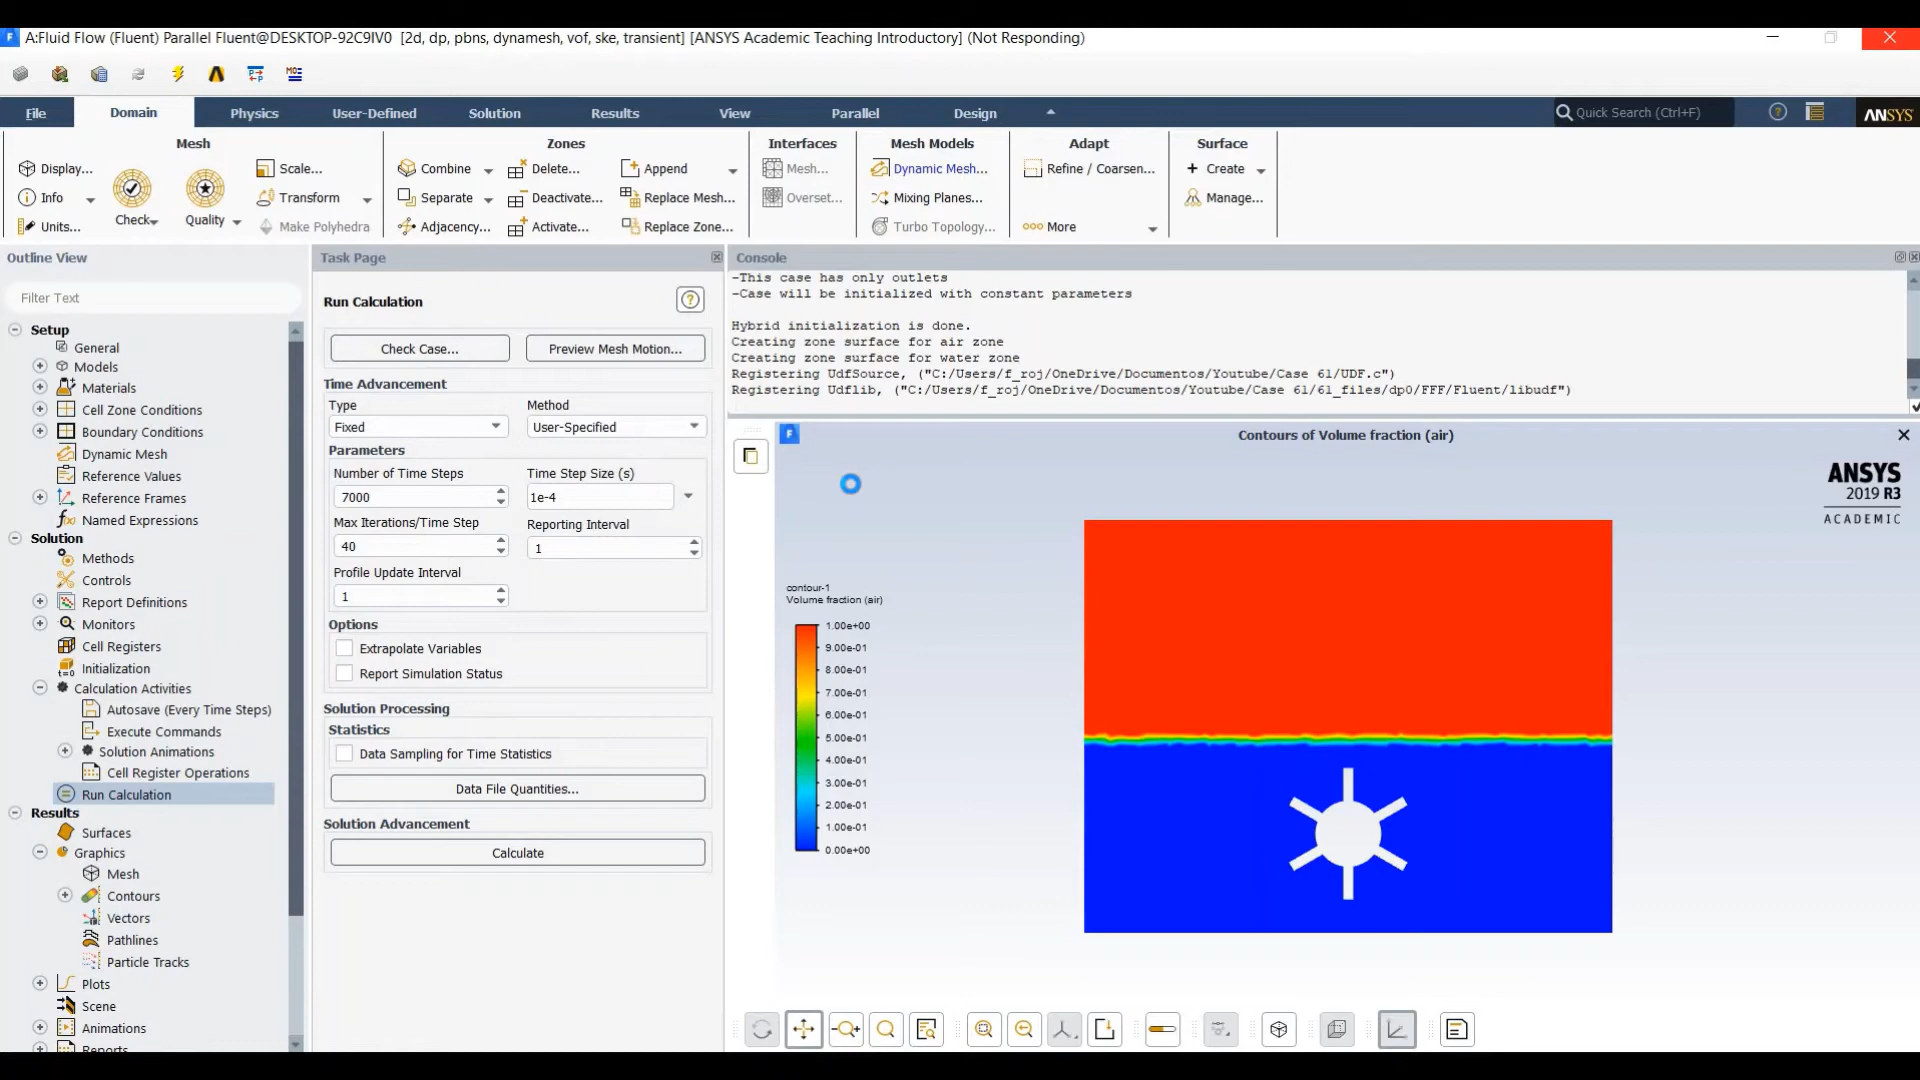 A:Fluid Flow (Fluent) Parallel Fluent@DESKTOP-92C9IV0 [2d, dp, pbns, dynamesh, vof, ske, transient] [ANSYS Academic Teaching Introductory] (Not Responding)
File
Domain
Physics
User-Defined
Solution
Results
View
Parallel
Design
Quick Search (Ctrl+F)
ANSYS
Mesh
Display...
Info
Units...
Check
Quality
Scale...
Transform
Make Polyhedra
Zones
Combine
Separate
Adjacency...
Delete...
Deactivate...
Activate...
Append
Replace Mesh...
Replace Zone...
Interfaces
Mesh...
Overset...
Mesh Models
Dynamic Mesh...
Mixing Planes...
Turbo Topology...
Adapt
Refine / Coarsen...
More
Surface
Create
Manage...
Outline View
Filter Text
Setup
General
Models
Materials
Cell Zone Conditions
Boundary Conditions
Dynamic Mesh
Reference Values
Reference Frames
Named Expressions
Solution
Methods
Controls
Report Definitions
Monitors
Cell Registers
Initialization
Calculation Activities
Autosave (Every Time Steps)
Execute Commands
Solution Animations
Cell Register Operations
Run Calculation
Results
Surfaces
Graphics
Mesh
Contours
Vectors
Pathlines
Particle Tracks
Plots
Scene
Animations
Reports
Task Page
Run Calculation
Check Case...
Preview Mesh Motion...
Time Advancement
Type
Method
Fixed
User-Specified
Parameters
Number of Time Steps
Time Step Size (s)
7000
1e-4
Max Iterations/Time Step
Reporting Interval
40
1
Profile Update Interval
1
Options
Extrapolate Variables
Report Simulation Status
Solution Processing
Statistics
Data Sampling for Time Statistics
Data File Quantities...
Solution Advancement
Calculate
Console
-This case has only outlets
-Case will be initialized with constant parameters
Hybrid initialization is done.
Creating zone surface for air zone
Creating zone surface for water zone
Registering UdfSource, ("C:/Users/f_roj/OneDrive/Documentos/Youtube/Case 61/UDF.c")
Registering Udflib, ("C:/Users/f_roj/OneDrive/Documentos/Youtube/Case 61/61_files/dp0/FFF/Fluent/libudf")
Contours of Volume fraction (air)
ANSYS
2019 R3
ACADEMIC
contour-1
Volume fraction (air)
1.00e+00
9.00e-01
8.00e-01
7.00e-01
6.00e-01
5.00e-01
4.00e-01
3.00e-01
2.00e-01
1.00e-01
0.00e+00